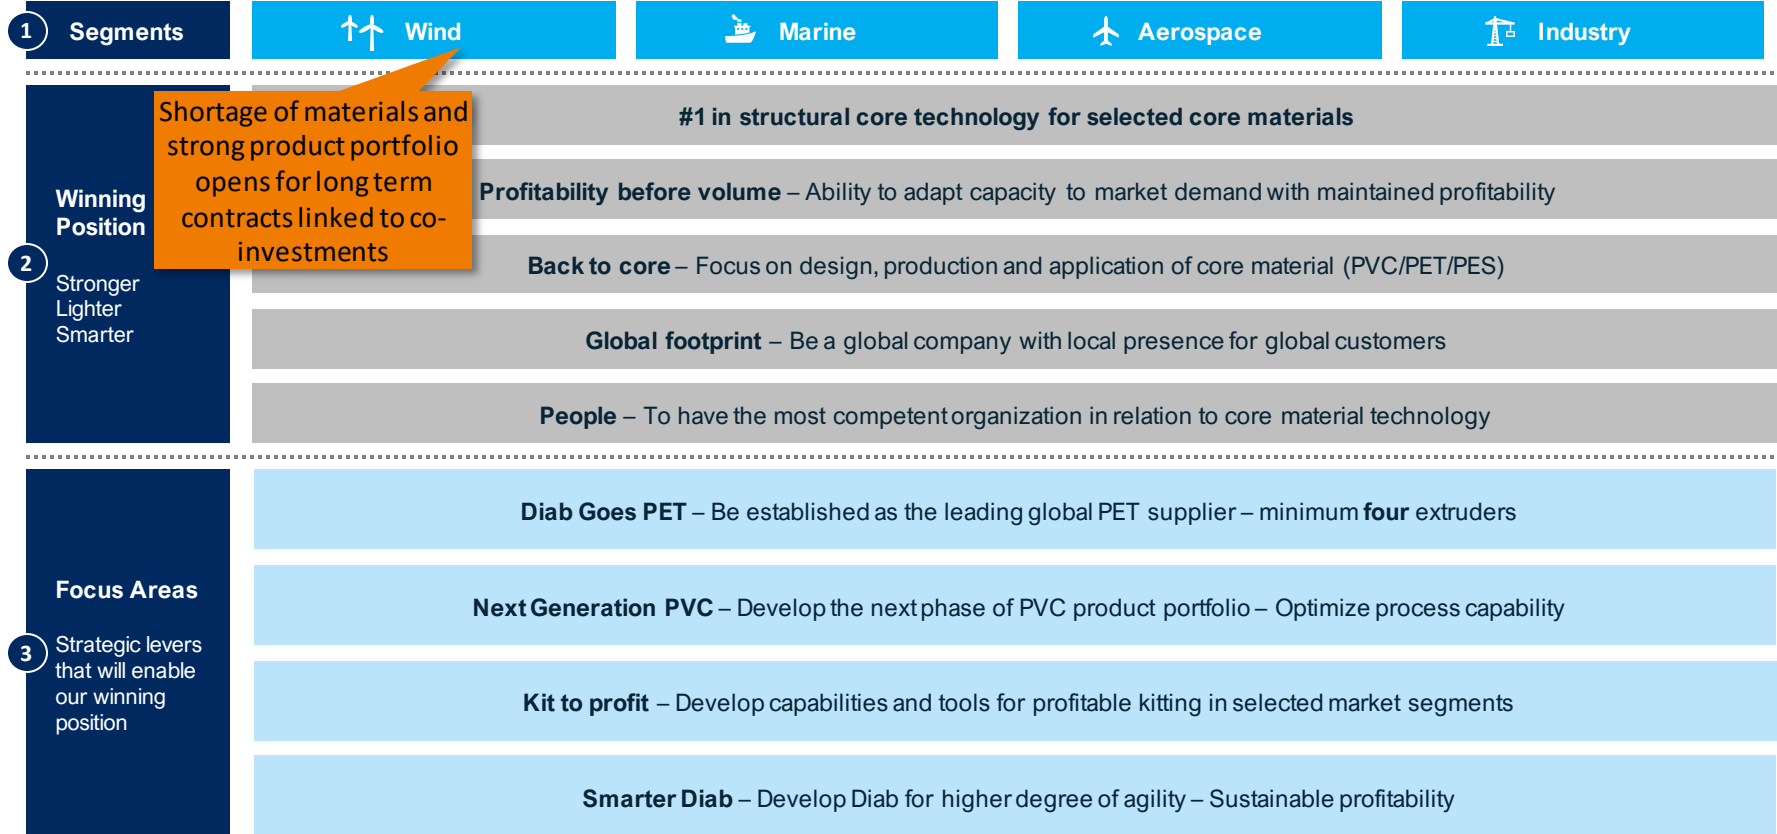 1 Segments
Wind
Marine
Aerospace
Industry
Shortage of materials and
strong product portfolio
opens for long term
contracts linked to co-
investments
2
Winning
Position
Stronger
Lighter
Smarter
#1 in structural core technology for selected core materials
Profitability before volume – Ability to adapt capacity to market demand with maintained profitability
Back to core – Focus on design, production and application of core material (PVC/PET/PES)
Global footprint – Be a global company with local presence for global customers
People – To have the most competent organization in relation to core material technology
3
Focus Areas
Strategic levers
that will enable
our winning
position
Diab Goes PET – Be established as the leading global PET supplier – minimum four extruders
Next Generation PVC – Develop the next phase of PVC product portfolio – Optimize process capability
Kit to profit – Develop capabilities and tools for profitable kitting in selected market segments
Smarter Diab – Develop Diab for higher degree of agility – Sustainable profitability